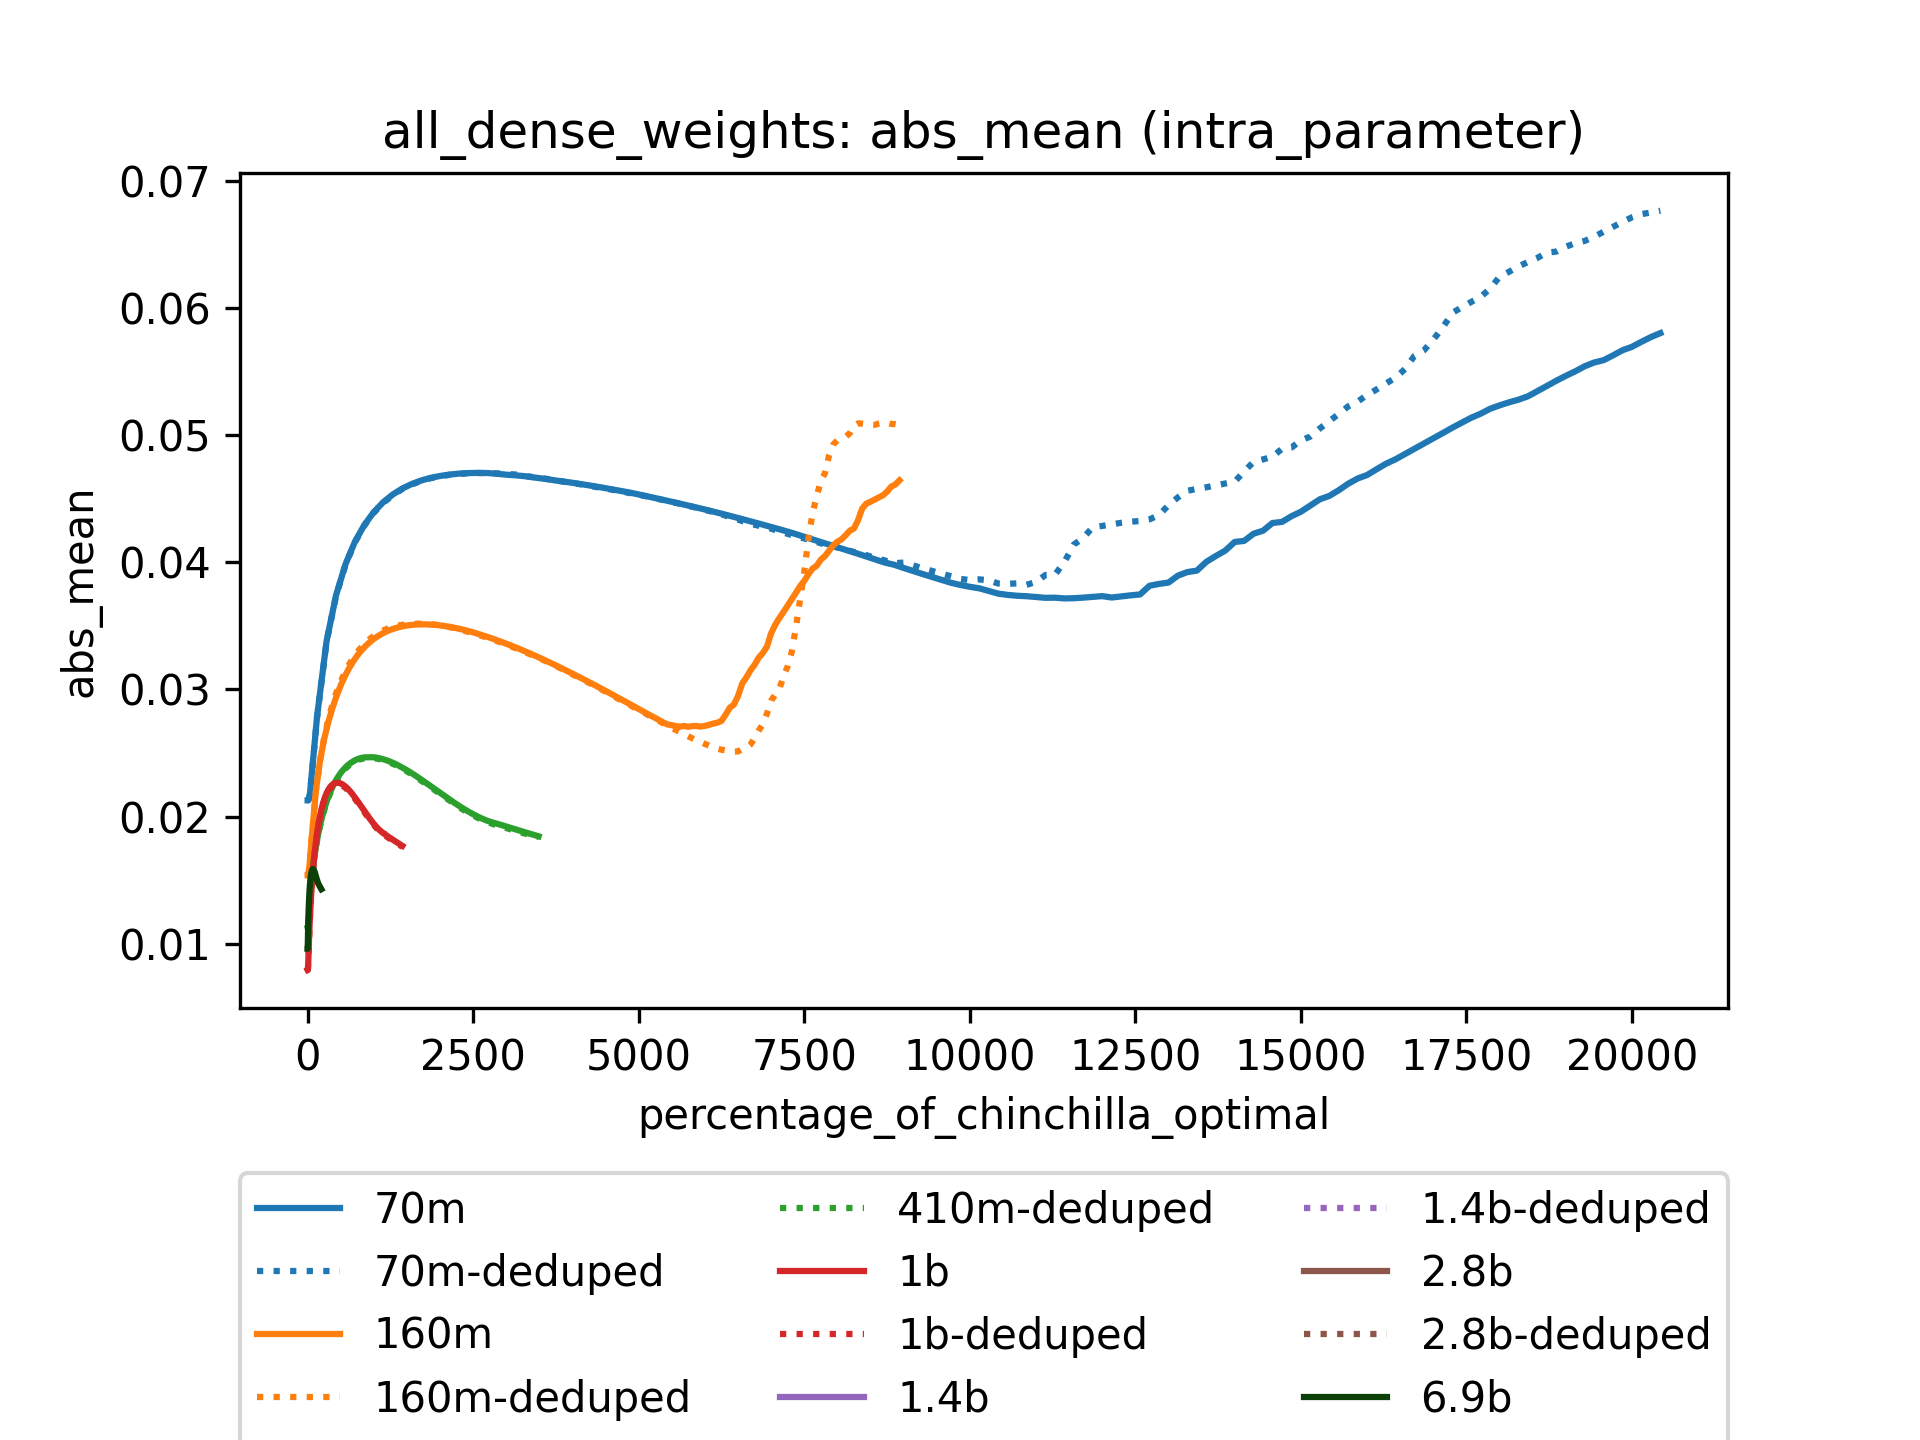 all_dense_weights: abs_mean (intra_parameter)
0.07
0.06
0.05
0.04
0.03
0.02
0.01
abs_mean
0 2500 5000 7500 10000 12500 15000 17500 20000
percentage_of_chinchilla_optimal
70m 410m-deduped 1.4b-deduped
70m-deduped 1b 2.8b
160m 1b-deduped 2.8b-deduped
160m-deduped 1.4b 6.9b